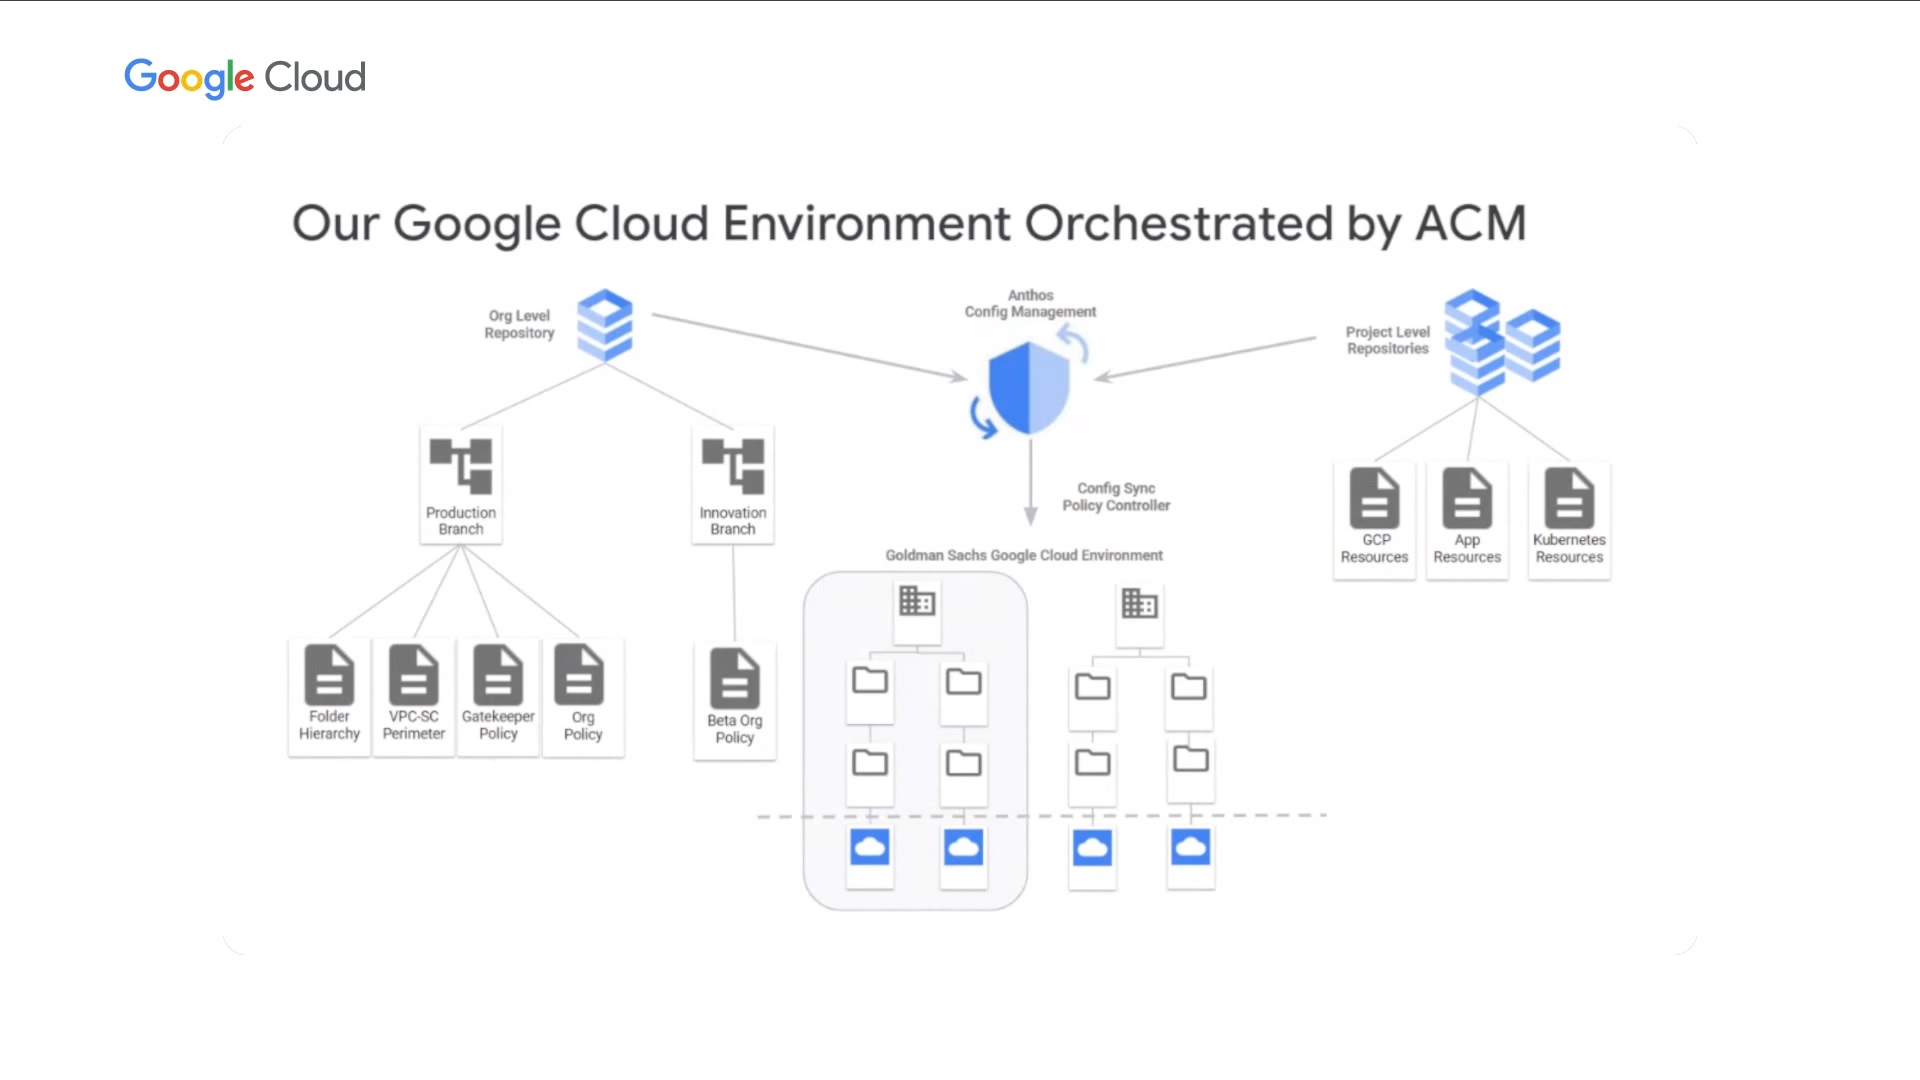 Google Cloud
Our Google Cloud Environment Orchestrated by ACM
Org Level
Repository
Anthos
Config Management
Project Level
Repositories
Production
Branch
Innovation
Branch
Config Sync
Policy Controller
GCP
Resources
App
Resources
Kubernetes
Resources
Goldman Sachs Google Cloud Environment
Folder
Hierarchy
VPC-SC
Perimeter
Gatekeeper
Policy
Org
Policy
Beta Org
Policy